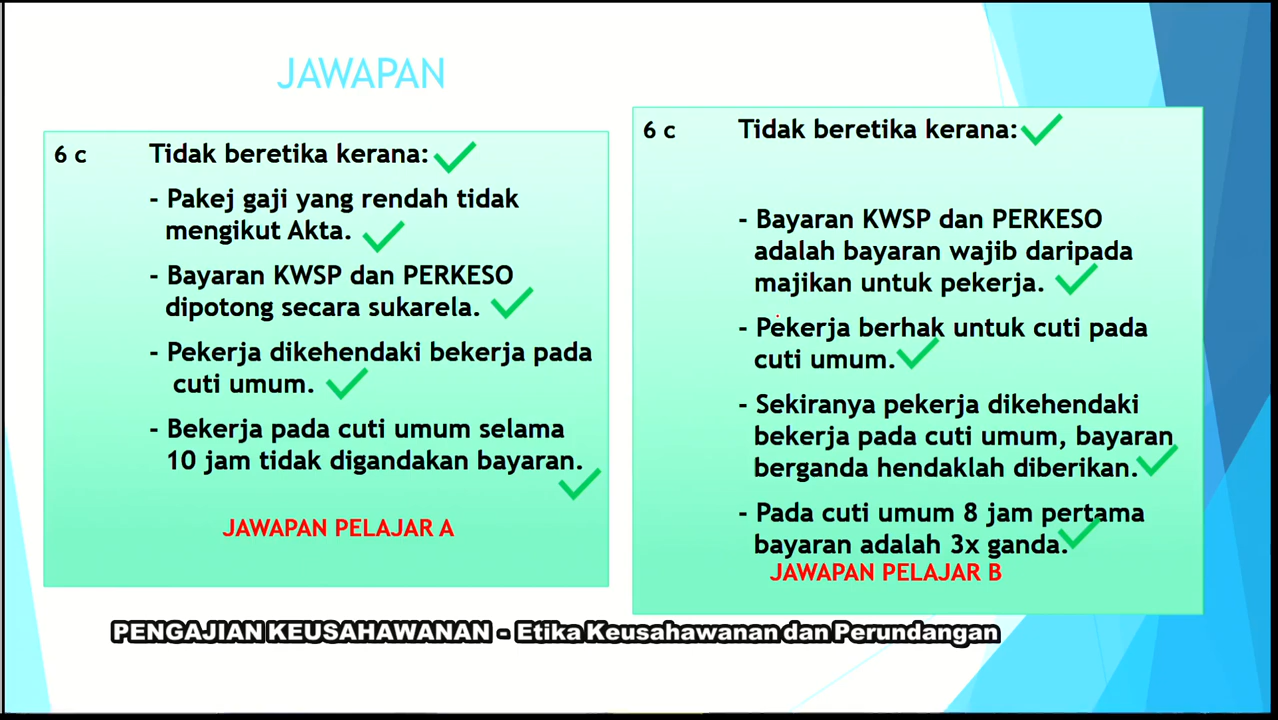 JAWAPAN
6 c Tidak beretika kerana:
- Pakej gaji yang rendah tidak
mengikut Akta.
- Bayaran KWSP dan PERKESO
dipotong secara sukarela.
- Pekerja dikehendaki bekerja pada
cuti umum.
- Bekerja pada cuti umum selama
10 jam tidak digandakan bayaran.
JAWAPAN PELAJAR A
6 c Tidak beretika kerana:
- Bayaran KWSP dan PERKESO
adalah bayaran wajib daripada
majikan untuk pekerja.
- Pekerja berhak untuk cuti pada
cuti umum.
- Sekiranya pekerja dikehendaki
bekerja pada cuti umum, bayaran
berganda hendaklah diberikan.
- Pada cuti umum 8 jam pertama
bayaran adalah 3x ganda.
JAWAPAN PELAJAR B
PENGAJIAN KEUSAHAWANAN - Etika Keusahawanan dan Perundangan